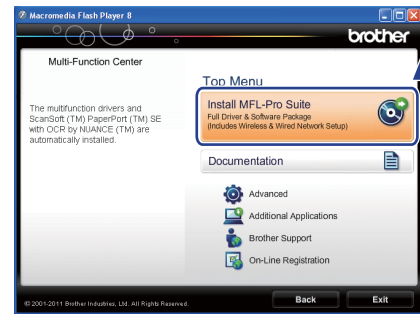 Macromedia Flash Player 8
brother
Multi-Function Center
The multifunction drivers and
ScanSoft (TM) PaperPort (TM) SE
with OCR by NUANCE (TM) are
automatically installed.
Top Menu
Install MFL-Pro Suite
Full Driver & Software Package
(Includes Wireless & Wired Network Setup)
Documentation
Advanced
Additional Applications
Brother Support
On-Line Registration
© 2001-2011 Brother Industries, Ltd. All Rights Reserved.
Back
Exit